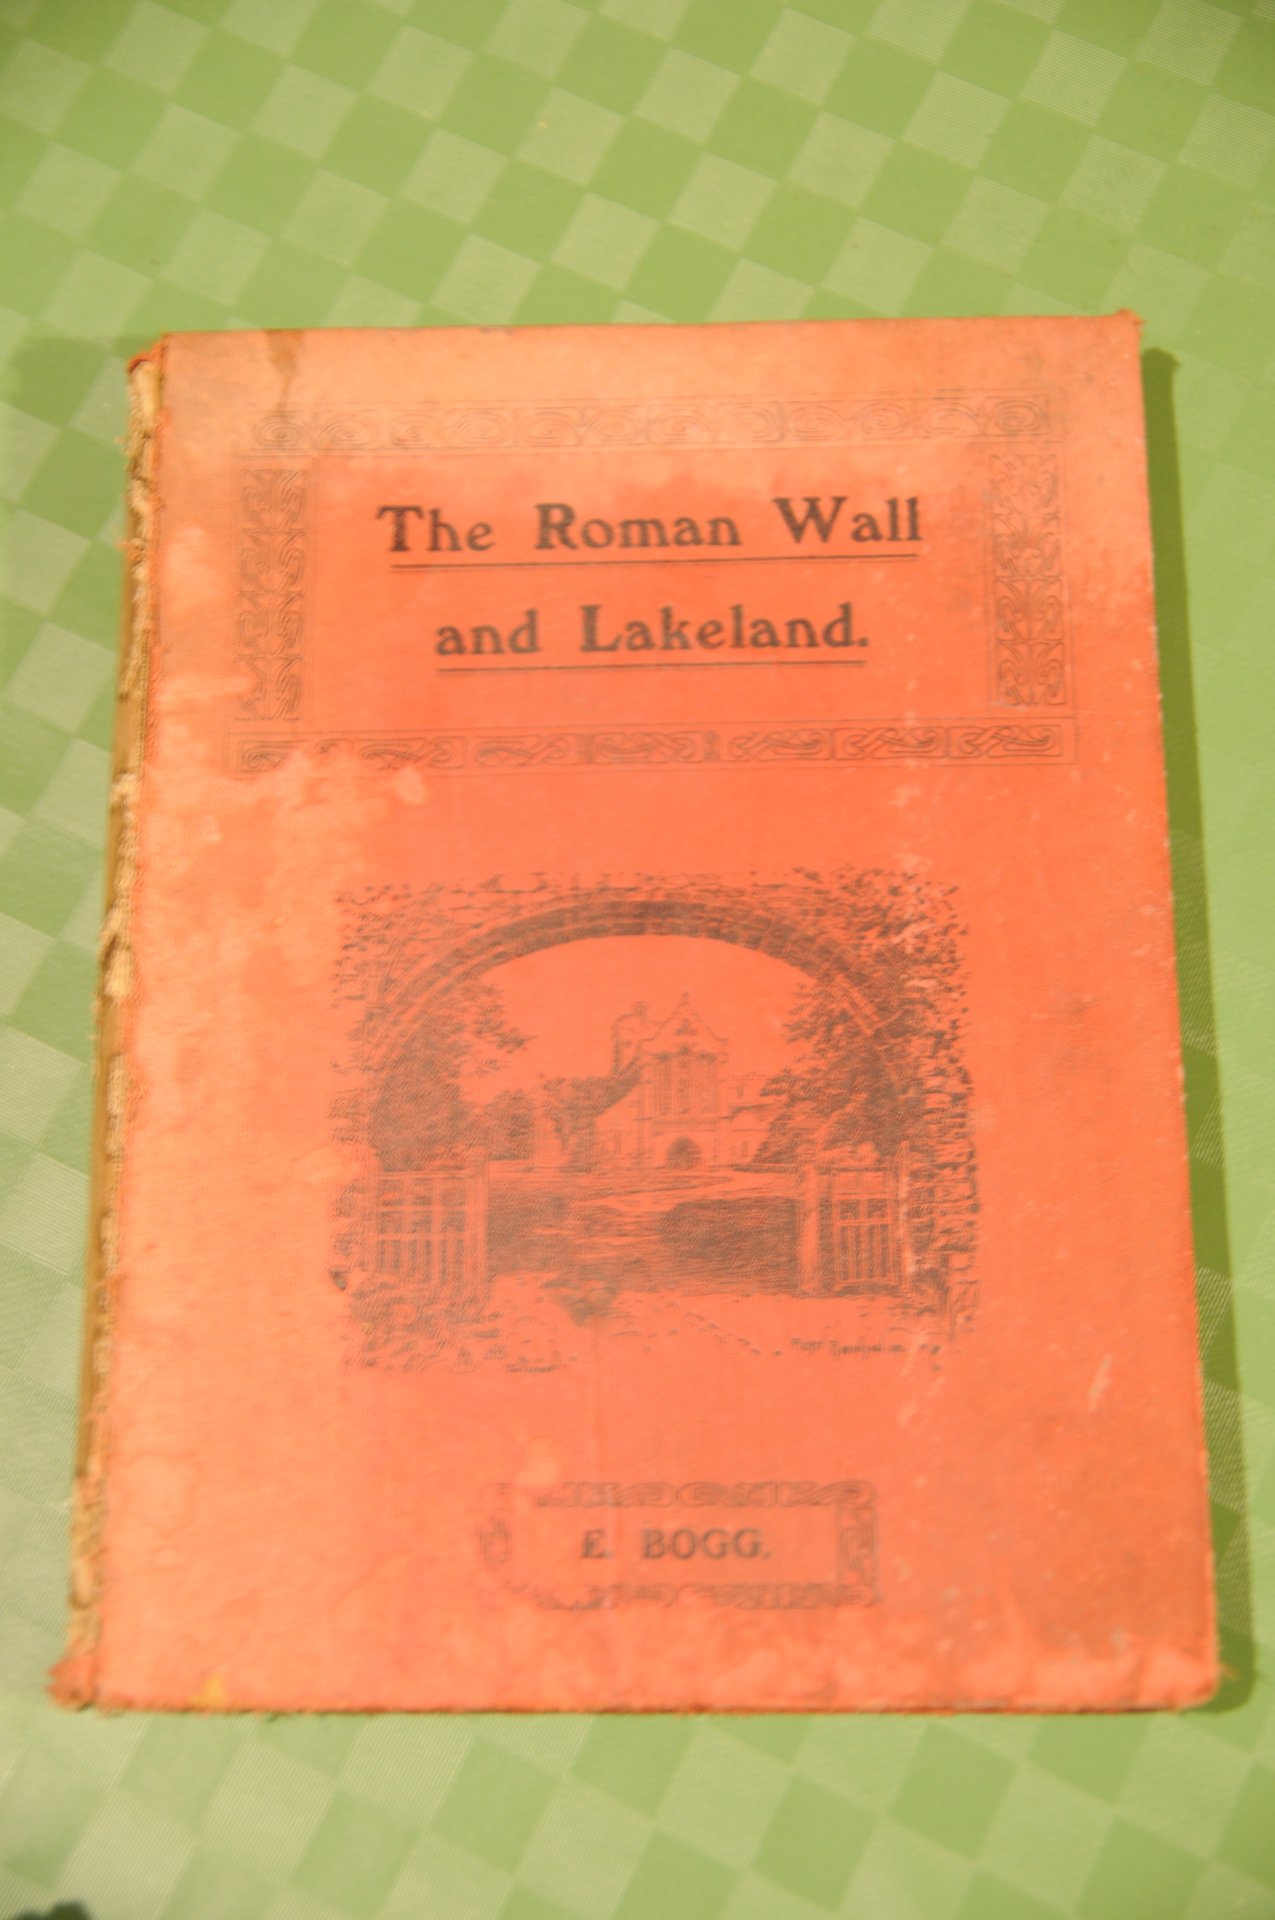 The Roman Wall
and Lakeland.
E. BOGG.